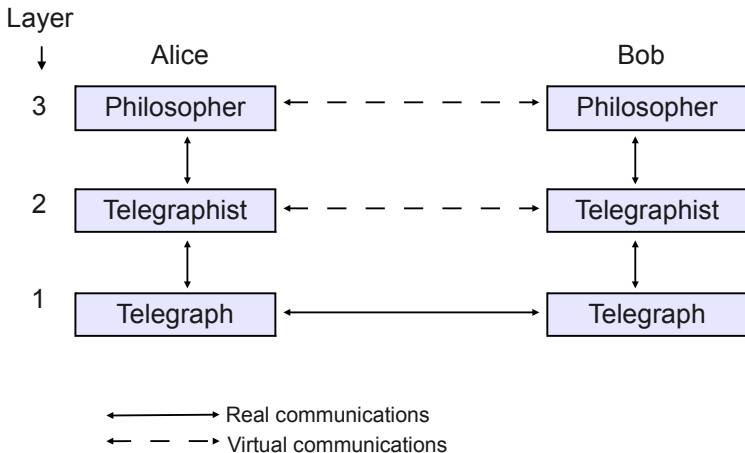 Layer
Alice Bob
3 Philosopher Philosopher
2 Telegraphist Telegraphist
1 Telegraph Telegraph
Real communications
Virtual communications